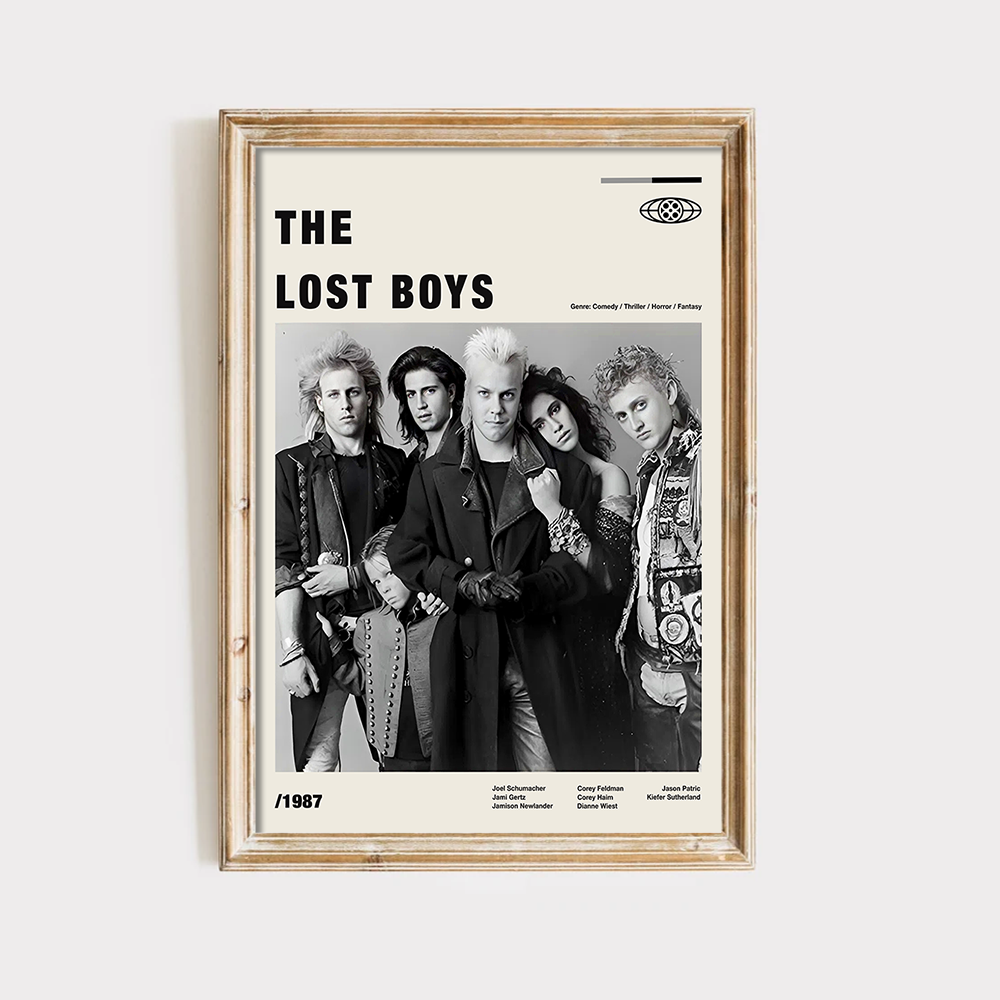 THE
LOST BOYS
Genre: Comedy / Thriller / Horror / Fantasy
/1987
Joel Schumacher
Jami Gertz
Jamison Newlander
Corey Feldman
Corey Haim
Dianne Wiest
Jason Patric
Kiefer Sutherland